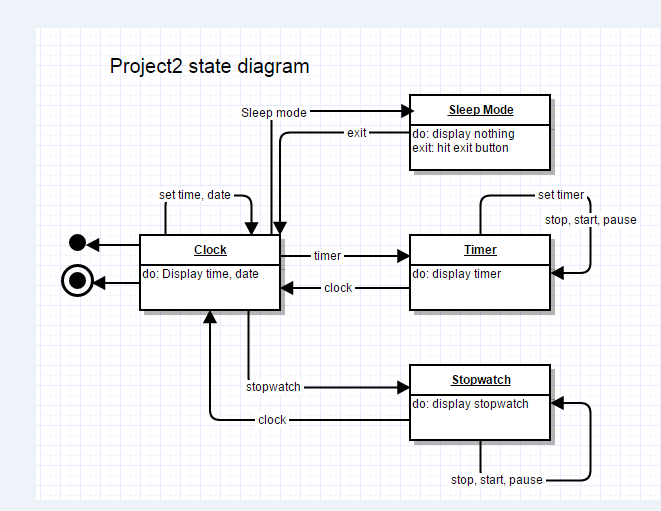 Project2 state diagram
Sleep mode
Sleep Mode
exit
do: display nothing
exit: hit exit button
set time, date
set timer
stop, start, pause
Clock
timer
Timer
do: Display time, date
do: display timer
clock
stopwatch
Stopwatch
do: display stopwatch
clock
stop, start, pause